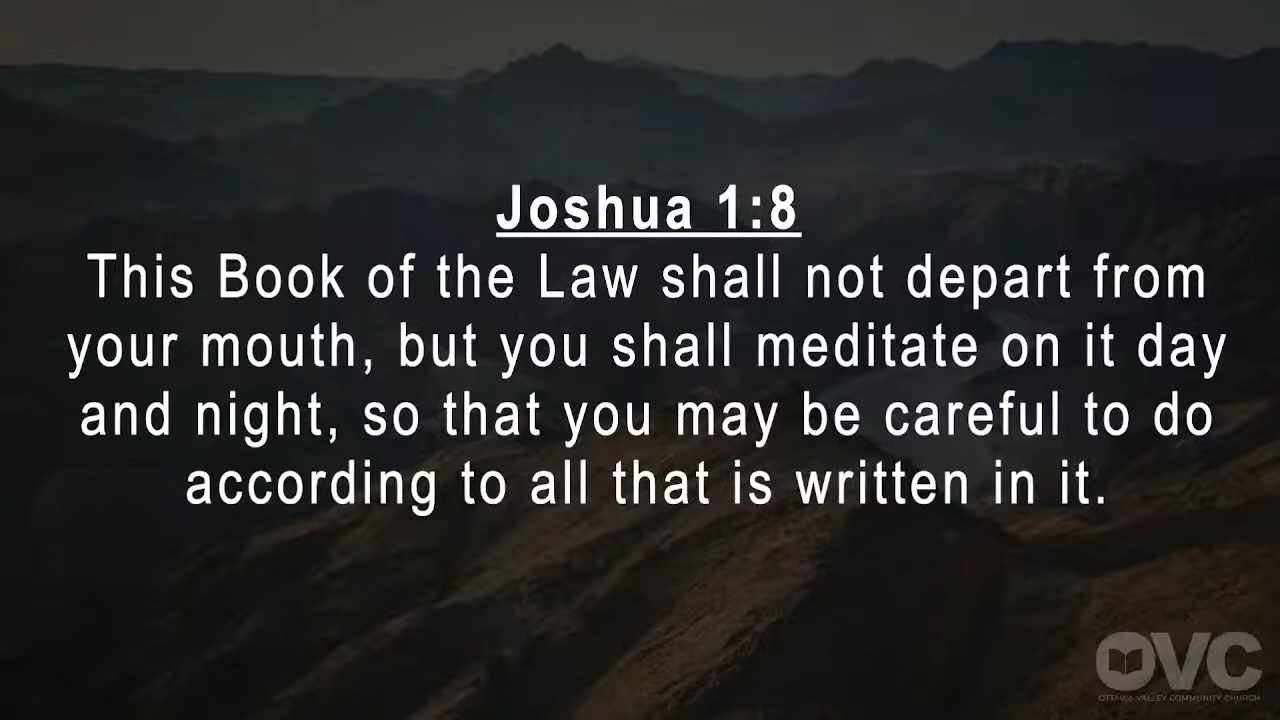 Joshua 1:8
This Book of the Law shall not depart from
your mouth, but you shall meditate on it day
and night, so that you may be careful to do
according to all that is written in it.
OVC
OTTAWA VALLEY COMMUNITY CHURCH